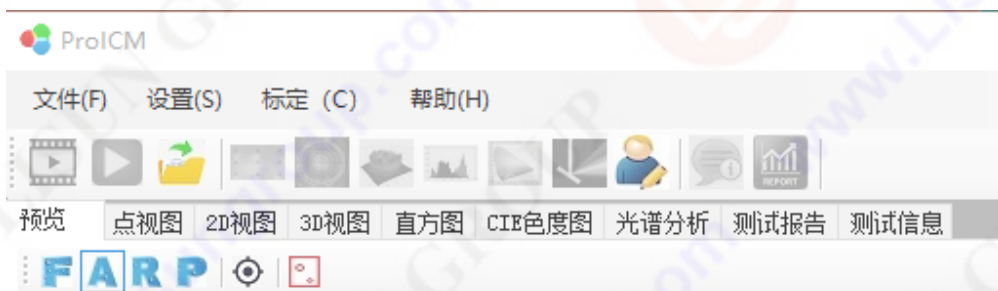 ProICM
文件(F) 设置(S) 标定 (C) 帮助(H)
REPORT
预览 点视图 2D视图 3D视图 直方图 CIE色度图 光谱分析 测试报告 测试信息
F A R P